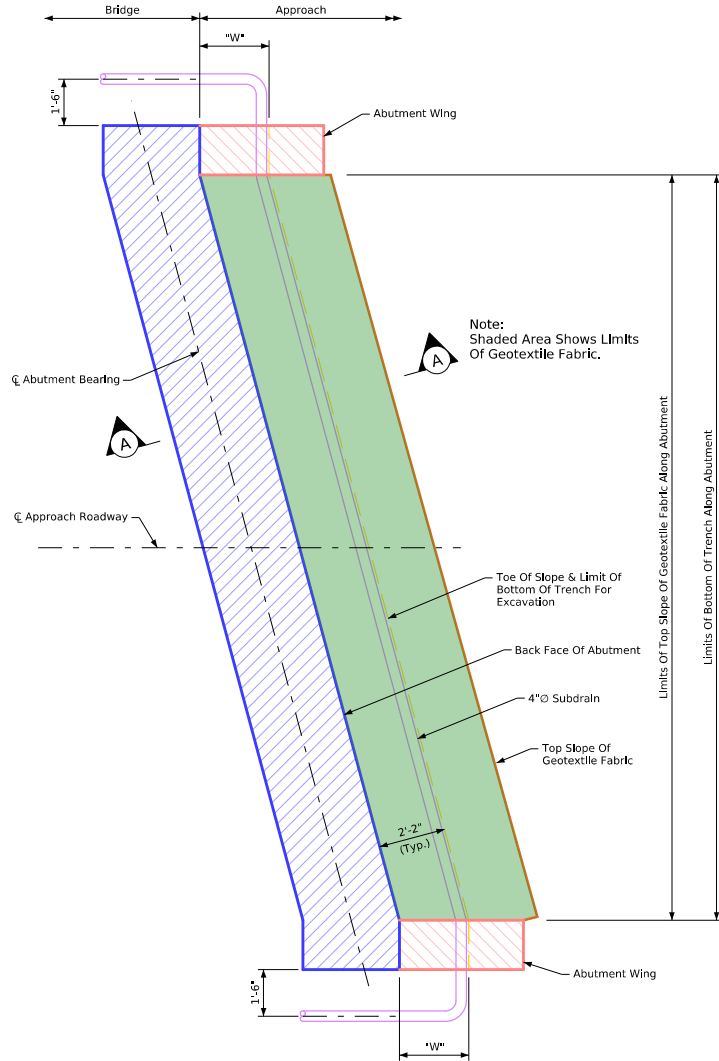 Bridge
Approach
"W"
1'-6"
Abutment Wing
Note:
Shaded Area Shows Limits
Of Geotextile Fabric.
A
℄ Abutment Bearing
A
℄ Approach Roadway
Limits Of Top Slope Of Geotextile Fabric Along Abutment
Limits Of Bottom Of Trench Along Abutment
Toe Of Slope & Limit Of
Bottom Of Trench For
Excavation
Back Face Of Abutment
4"∅ Subdrain
Top Slope Of
Geotextile Fabric
2'-2"
(Typ.)
Abutment Wing
1'-6"
"W"